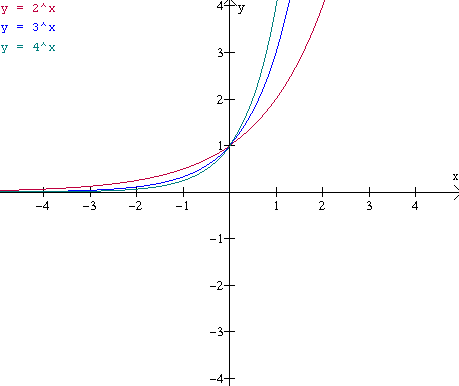 y = 2^x
y = 3^x
y = 4^x
y
x
4
3
2
1
-4 -3 -2 -1 1 2 3 4
-1
-2
-3
-4